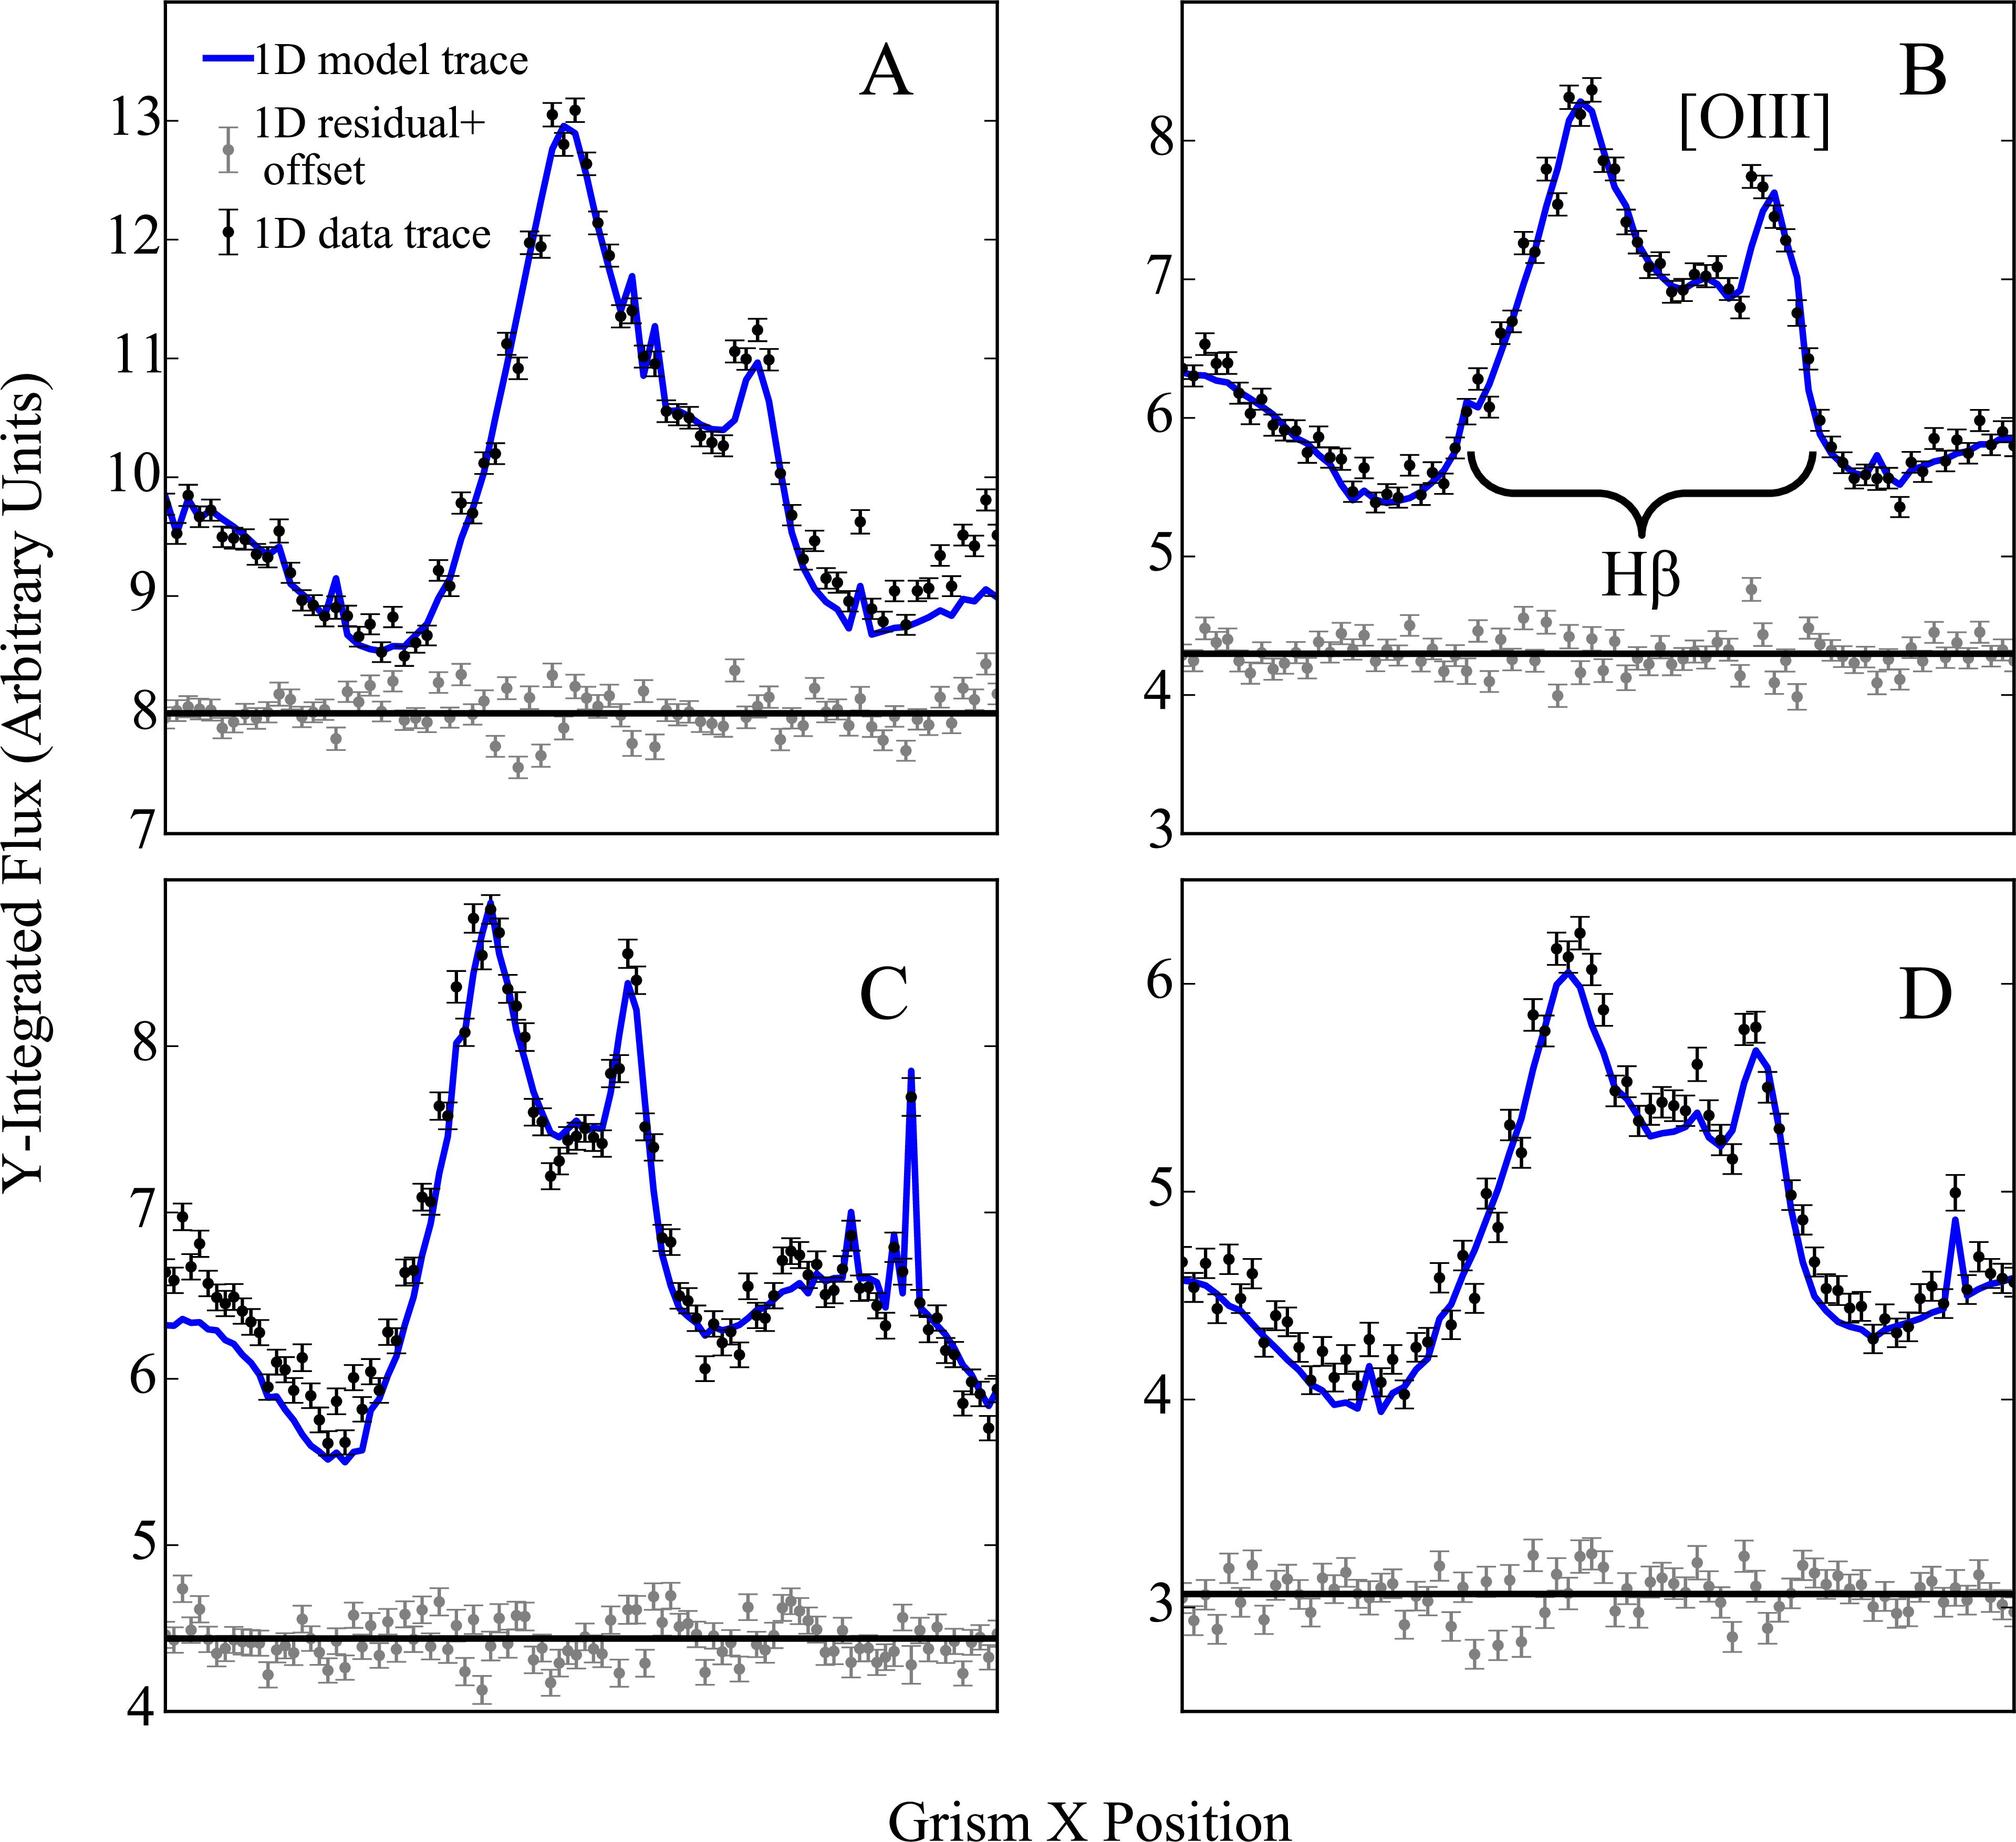 1D model trace
1D residual+
offset
1D data trace
A
13
12
11
10
9
8
7
B
[OIII]
Hβ
8
7
6
5
4
3
C
8
7
6
5
4
D
6
5
4
3
Y-Integrated Flux (Arbitrary Units)
Grism X Position